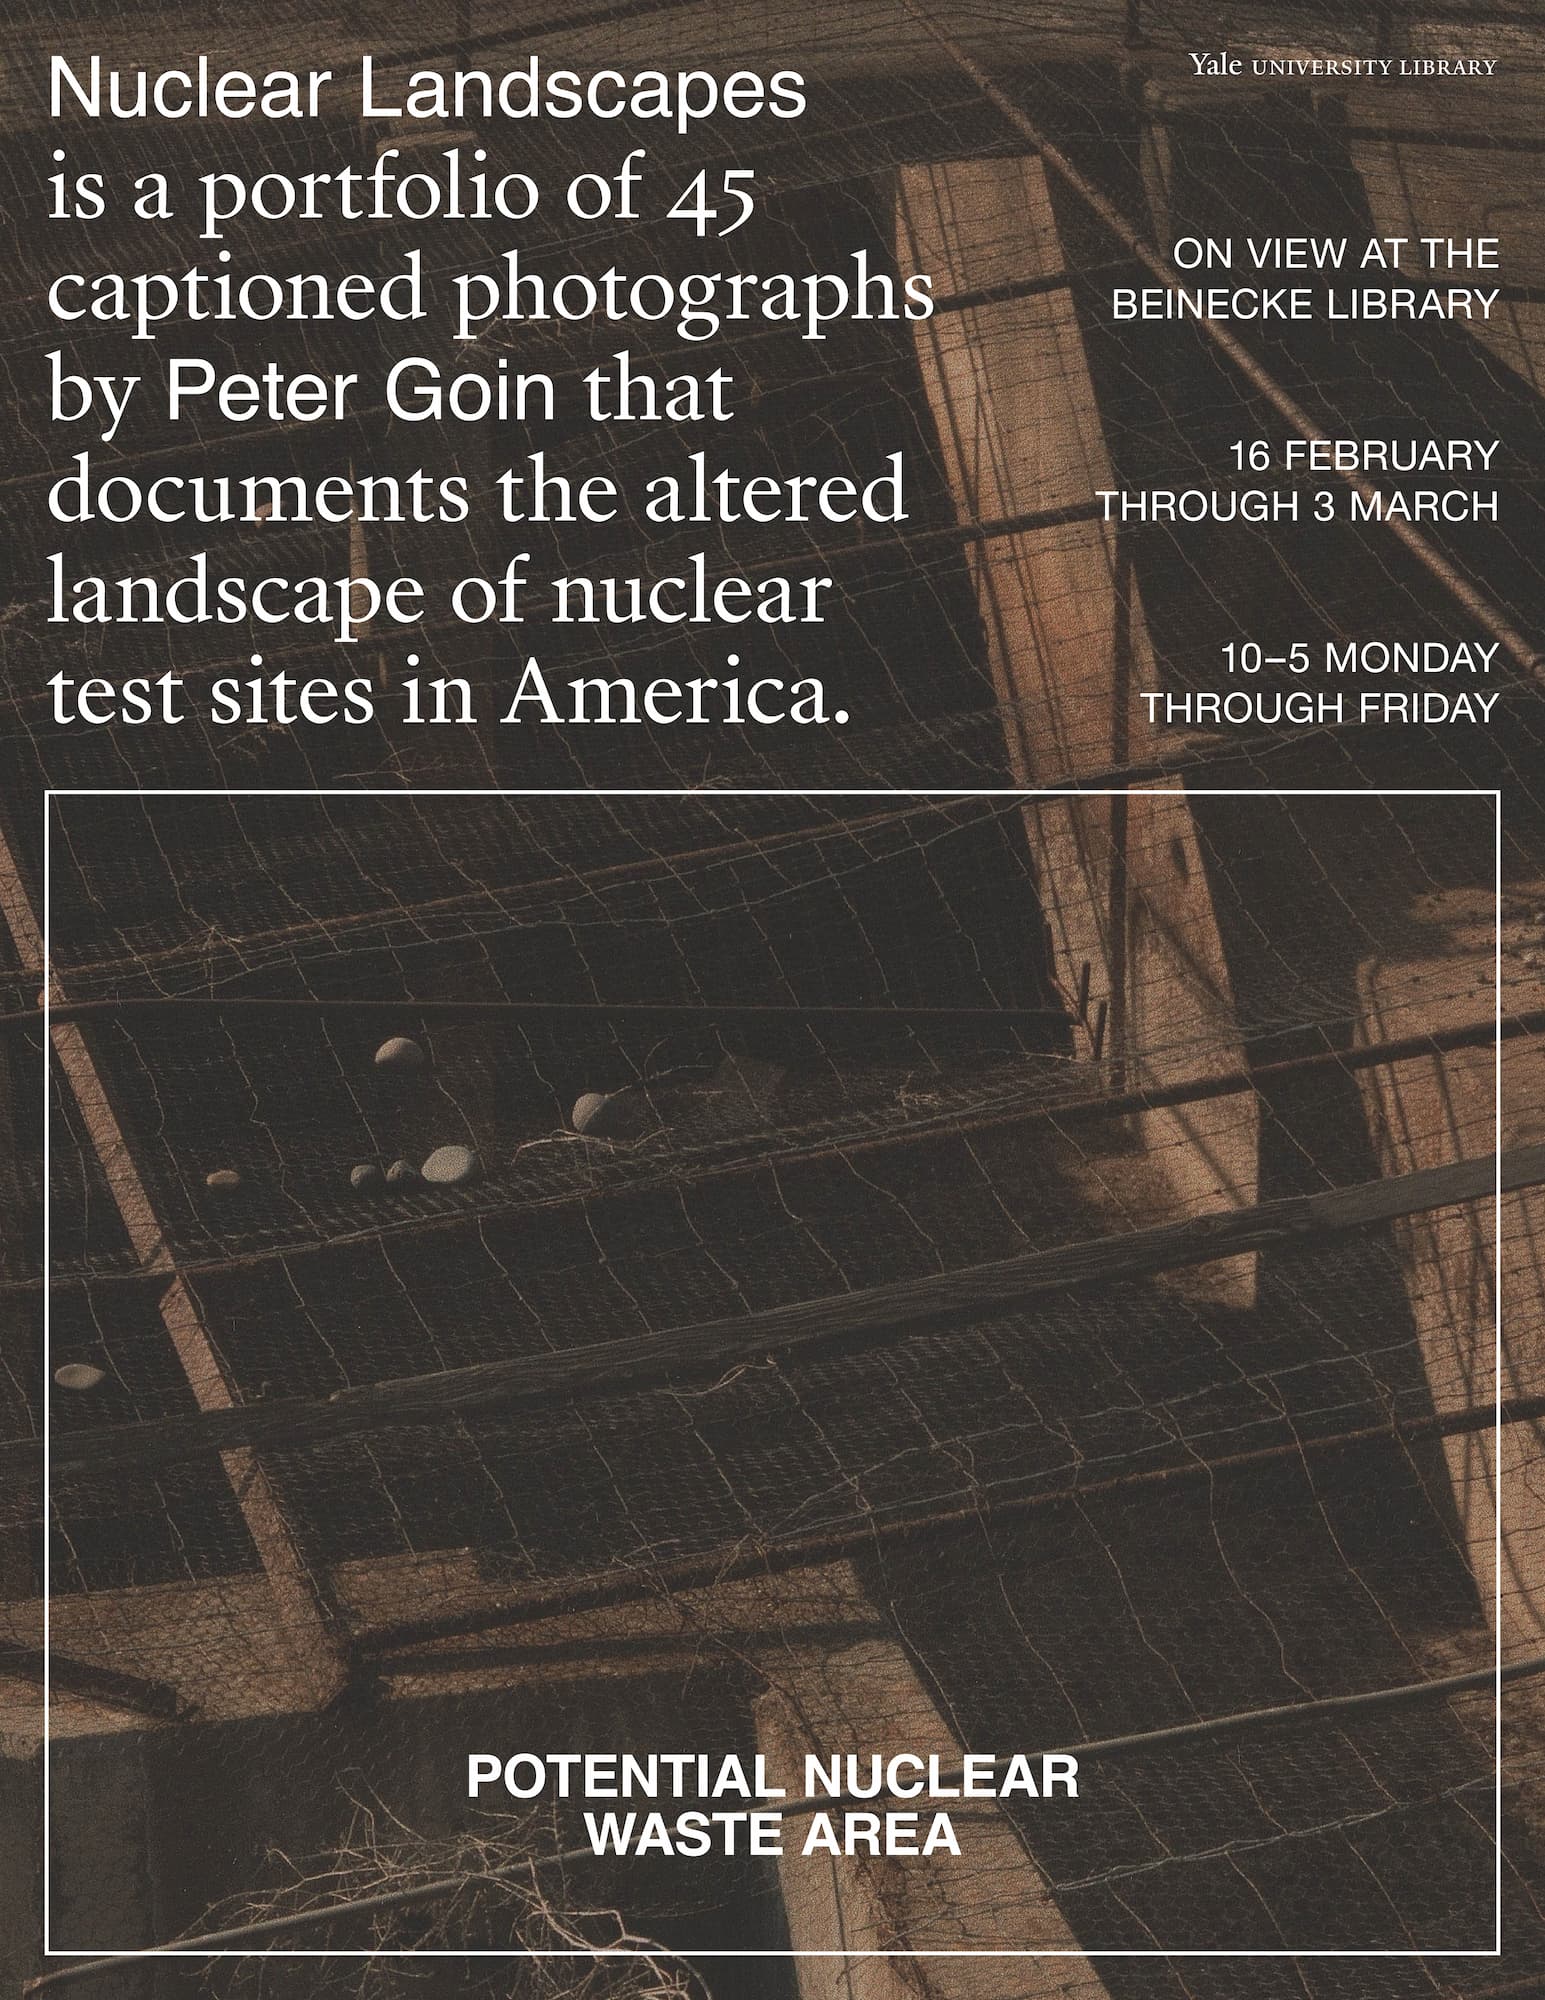 Nuclear Landscapes
is a portfolio of 45
captioned photographs
by Peter Goin that
documents the altered
landscape of nuclear
test sites in America.
Yale UNIVERSITY LIBRARY
ON VIEW AT THE
BEINECKE LIBRARY
16 FEBRUARY
THROUGH 3 MARCH
10–5 MONDAY
THROUGH FRIDAY
POTENTIAL NUCLEAR
WASTE AREA